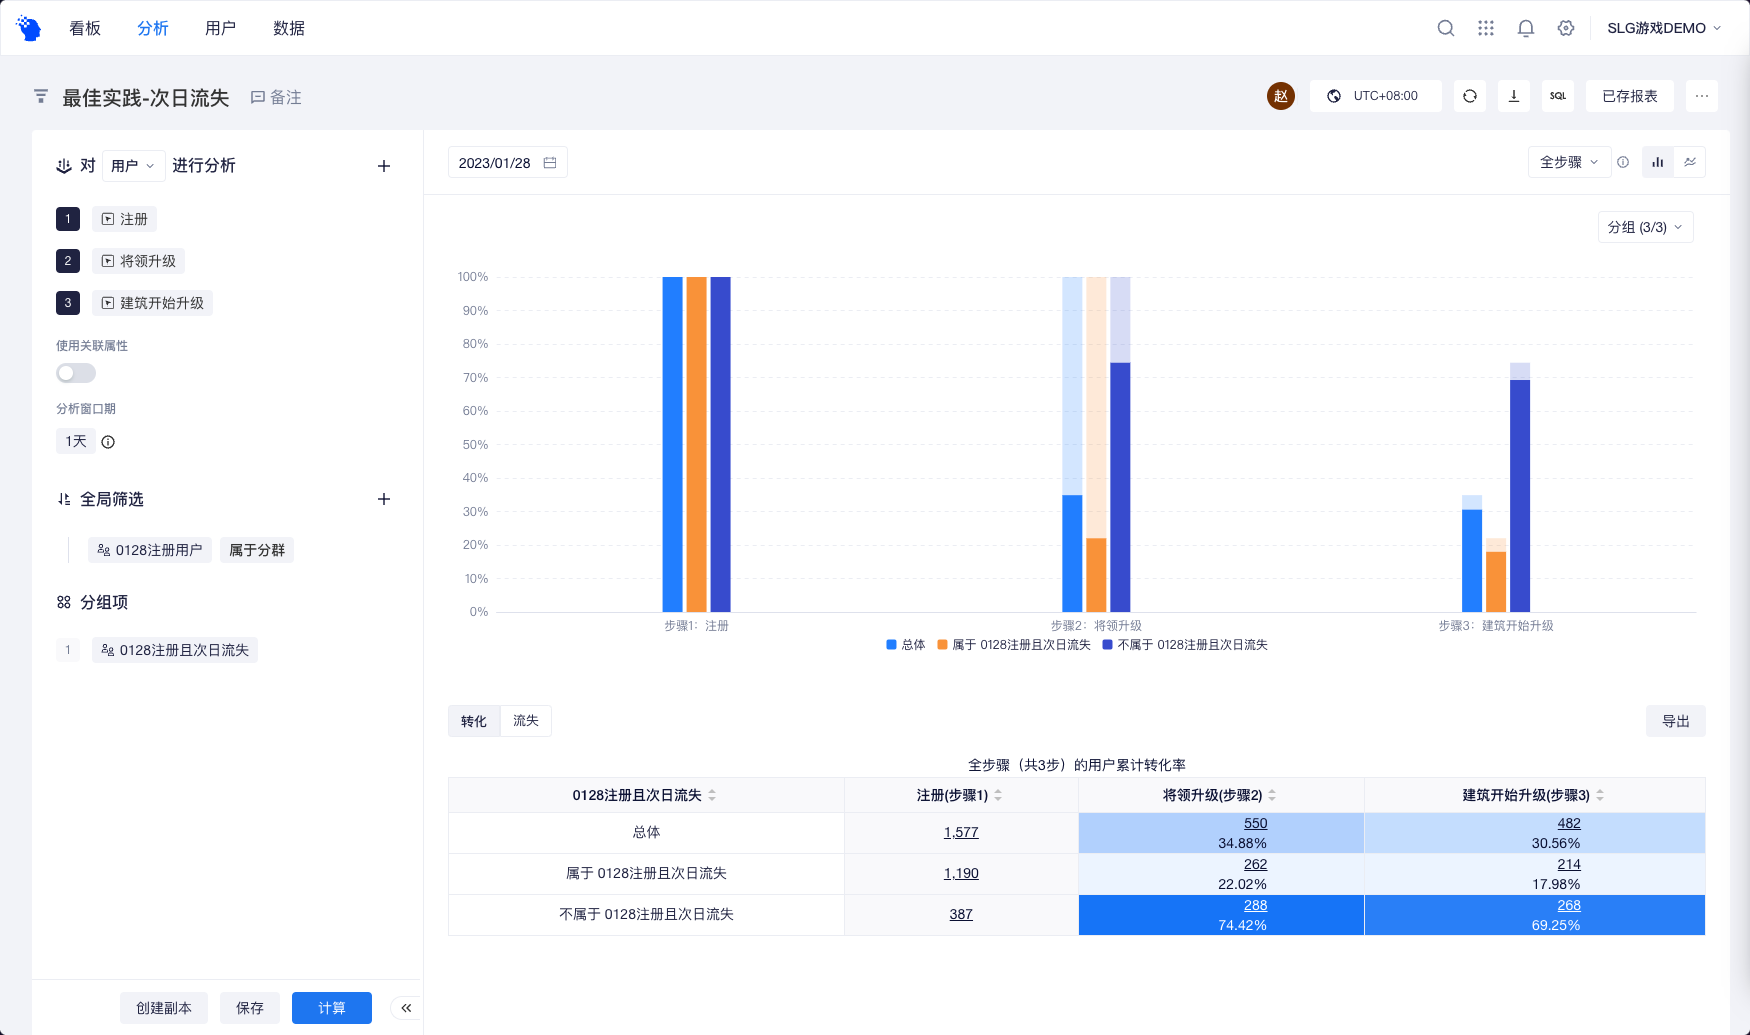 看板 分析 用户 数据 SLG游戏DEMO
最佳实践-次日流失 备注 赵 UTC+08:00 SQL 已存报表 ...
对 用户 进行分析
1 注册
2 将领升级
3 建筑开始升级
使用关联属性
分析窗口期
1天
全局筛选
0128注册用户 属于分群
分组项
1 0128注册且次日流失
创建副本 保存 计算
2023/01/28 全步骤
分组 (3/3)
100%
90%
80%
70%
60%
50%
40%
30%
20%
10%
0%
步骤1：注册 步骤2：将领升级 步骤3：建筑开始升级
总体 属于 0128注册且次日流失 不属于 0128注册且次日流失
转化 流失 导出
全步骤（共3步）的用户累计转化率
0128注册且次日流失 注册(步骤1) 将领升级(步骤2) 建筑开始升级(步骤3)
总体 1,577 550 482
34.88% 30.56%
属于 0128注册且次日流失 1,190 262 214
22.02% 17.98%
不属于 0128注册且次日流失 387 288 268
74.42% 69.25%